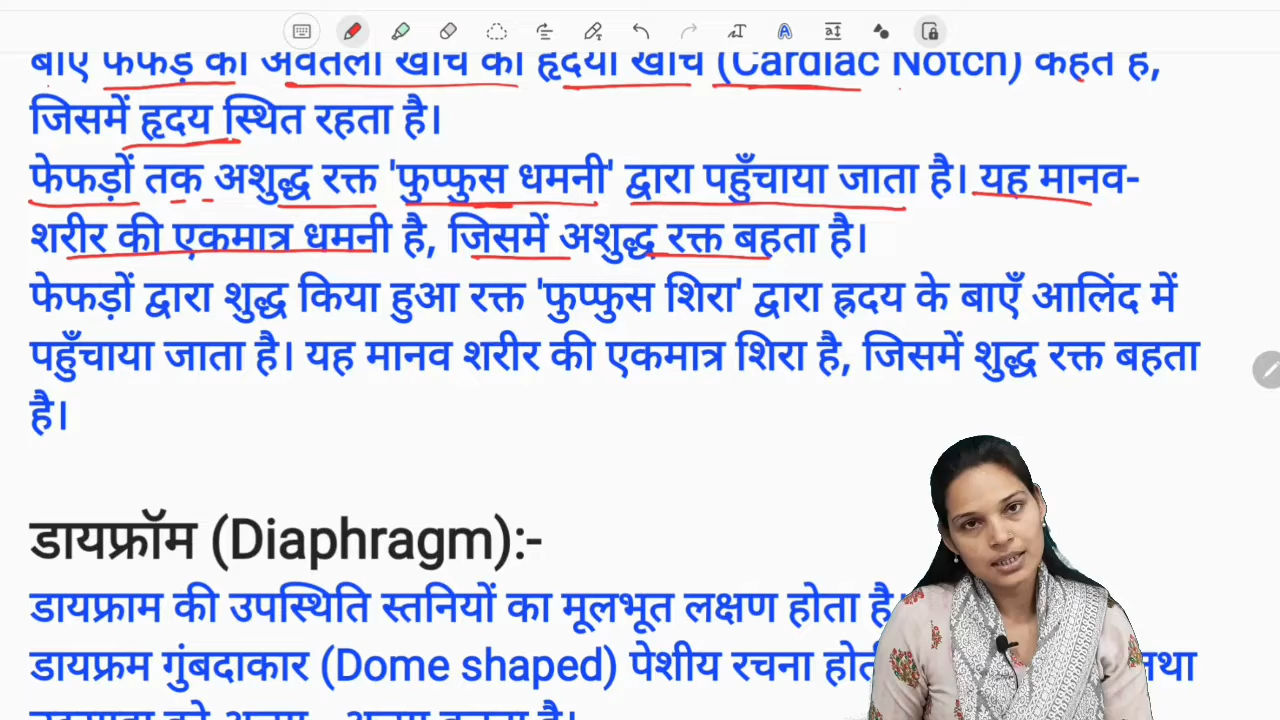 बाएँ फेफड़े की अवतली खाँच को हृदयी खाँच (Cardiac Notch) कहते हैं,
जिसमें हृदय स्थित रहता है।
फेफड़ों तक अशुद्ध रक्त 'फुप्फुस धमनी' द्वारा पहुँचाया जाता है। यह मानव-
शरीर की एकमात्र धमनी है, जिसमें अशुद्ध रक्त बहता है।
फेफड़ों द्वारा शुद्ध किया हुआ रक्त 'फुप्फुस शिरा' द्वारा ह्रदय के बाएँ आलिंद में
पहुँचाया जाता है। यह मानव शरीर की एकमात्र शिरा है, जिसमें शुद्ध रक्त बहता
है।
डायफ्रॉम (Diaphragm):-
डायफ्राम की उपस्थिति स्तनियों का मूलभूत लक्षण होता है
डायफ्रम गुंबदाकार (Dome shaped) पेशीय रचना